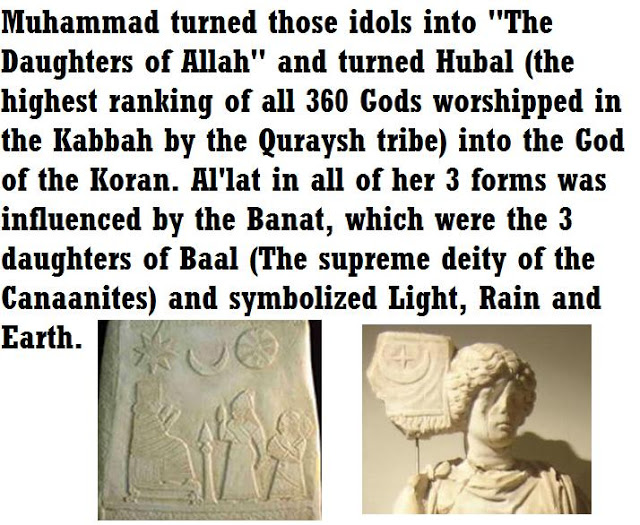 Muhammad turned those idols into "The
Daughters of Allah" and turned Hubal (the
highest ranking of all 360 Gods worshipped in
the Kabbah by the Quraysh tribe) into the God
of the Koran. Al'lat in all of her 3 forms was
influenced by the Banat, which were the 3
daughters of Baal (The supreme deity of the
Canaanites) and symbolized Light, Rain and
Earth.